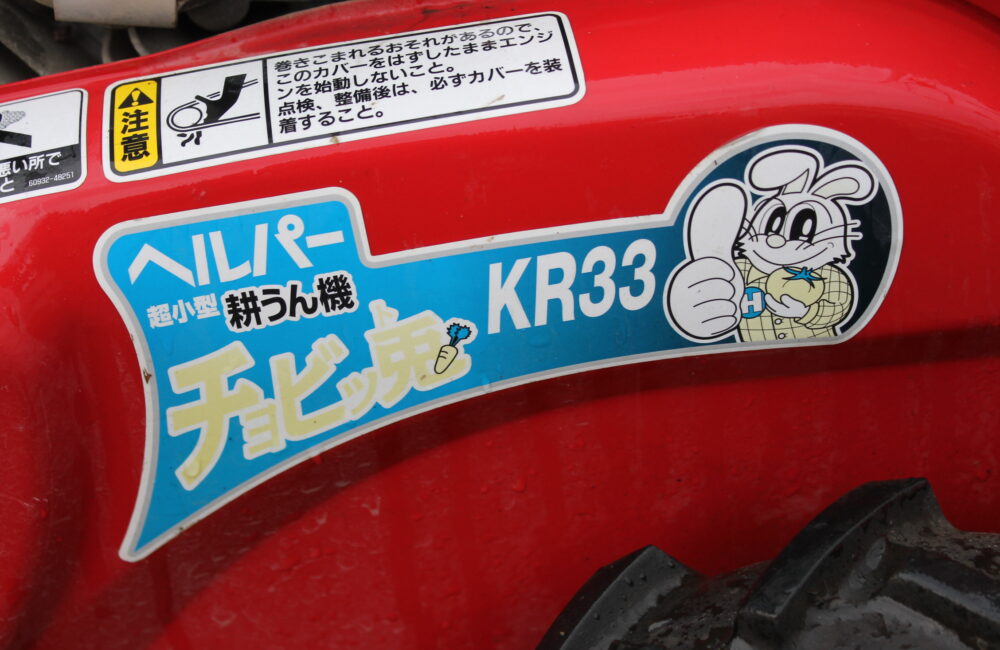 悪い所で
と
60932-49251
注意
巻きこまれるおそれがあるので、
このカバーをはずしたままエンジ
ンを始動しないこと。
点検、整備後は、必ずカバーを装
着すること。
ヘルパー
超小型 耕うん機
チョビッ兎
ト
KR33
H